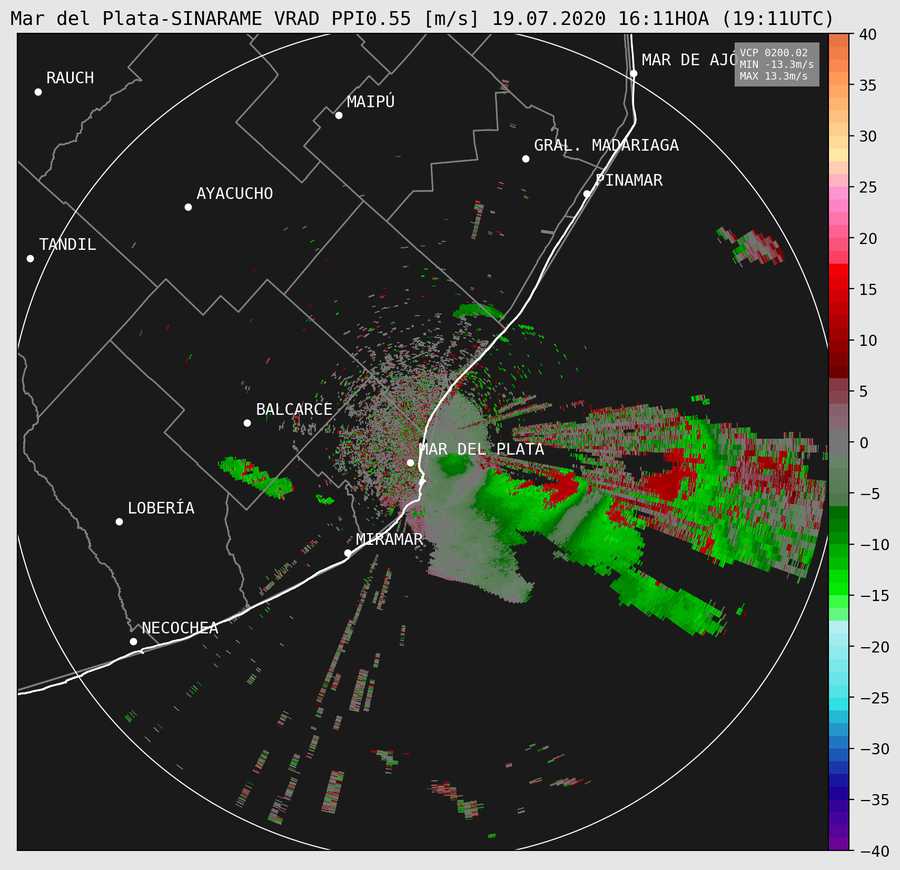 Mar del Plata-SINARAME VRAD PPI0.55 [m/s] 19.07.2020 16:11HOA (19:11UTC)
VCP 0200.02
MIN -13.3m/s
MAX 13.3m/s
MAR DE AJÓ
RAUCH
MAIPÚ
GRAL. MADARIAGA
PINAMAR
AYACUCHO
TANDIL
BALCARCE
MAR DEL PLATA
LOBERÍA
MIRAMAR
NECOCHEA
40
35
30
25
20
15
10
5
0
−5
−10
−15
−20
−25
−30
−35
−40